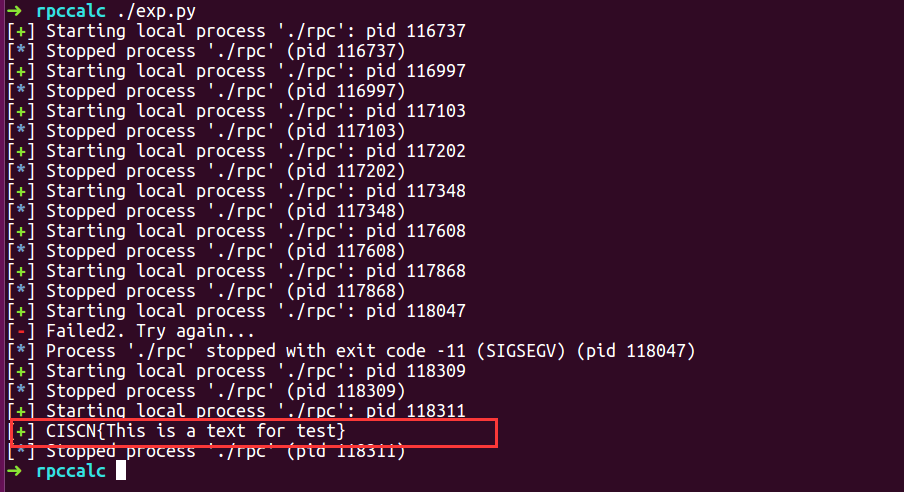 ➜ rpccalc ./exp.py
[+] Starting local process './rpc': pid 116737
[*] Stopped process './rpc' (pid 116737)
[+] Starting local process './rpc': pid 116997
[*] Stopped process './rpc' (pid 116997)
[+] Starting local process './rpc': pid 117103
[*] Stopped process './rpc' (pid 117103)
[+] Starting local process './rpc': pid 117202
[*] Stopped process './rpc' (pid 117202)
[+] Starting local process './rpc': pid 117348
[*] Stopped process './rpc' (pid 117348)
[+] Starting local process './rpc': pid 117608
[*] Stopped process './rpc' (pid 117608)
[+] Starting local process './rpc': pid 117868
[*] Stopped process './rpc' (pid 117868)
[+] Starting local process './rpc': pid 118047
[-] Failed2. Try again...
[*] Process './rpc' stopped with exit code -11 (SIGSEGV) (pid 118047)
[+] Starting local process './rpc': pid 118309
[*] Stopped process './rpc' (pid 118309)
[+] Starting local process './rpc': pid 118311
[+] CISCN{This is a text for test}
[*] Stopped process './rpc' (pid 118311)
➜ rpccalc